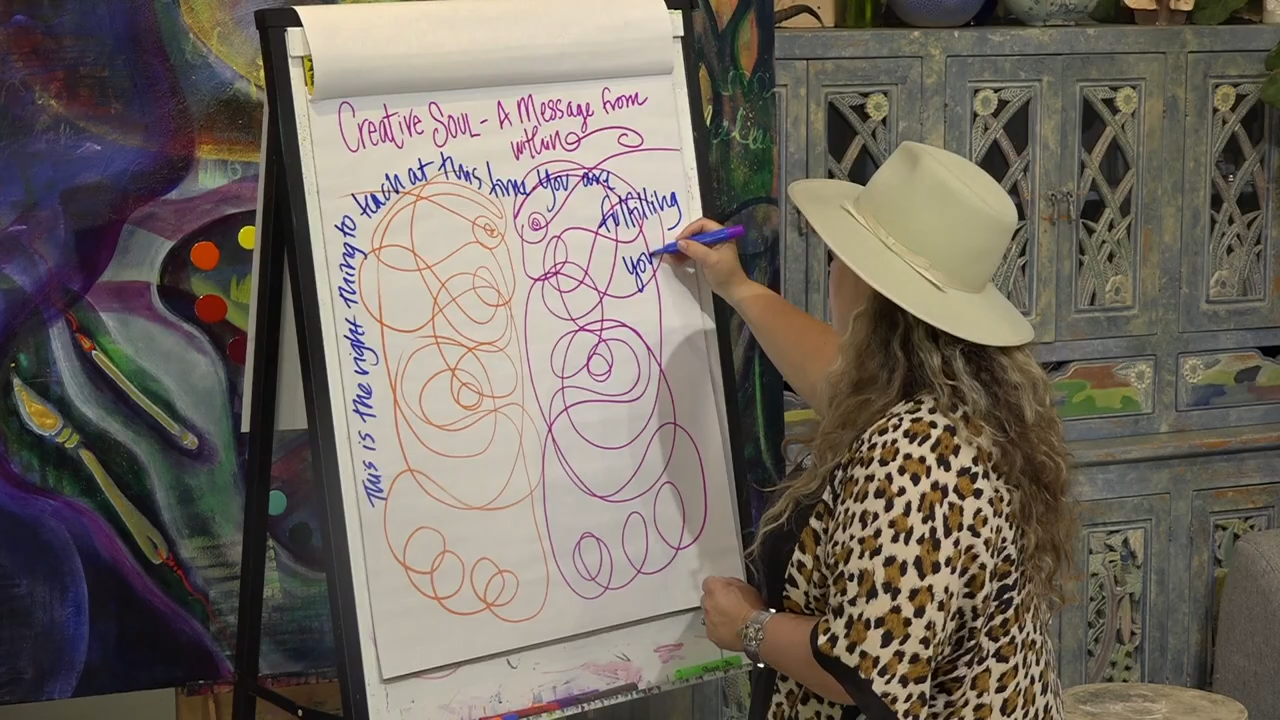 Creative Soul - A Message from
within
This is the right thing to teach at this time You are
fulfilling
you